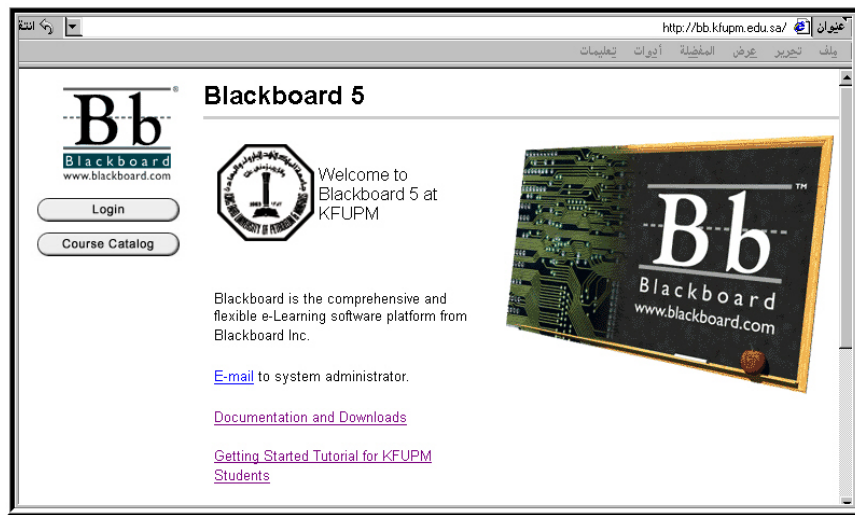 عنوان http://bb.kfupm.edu.sa/ انتق
ملف تحرير عرض المفضلة أدوات تعليمات
Bb®
Blackboard
www.blackboard.com
Login
Course Catalog
Blackboard 5
Welcome to
Blackboard 5 at
KFUPM
Blackboard is the comprehensive and
flexible e-Learning software platform from
Blackboard Inc.
E-mail to system administrator.
Documentation and Downloads
Getting Started Tutorial for KFUPM
Students
Bb™
Blackboard
www.blackboard.com